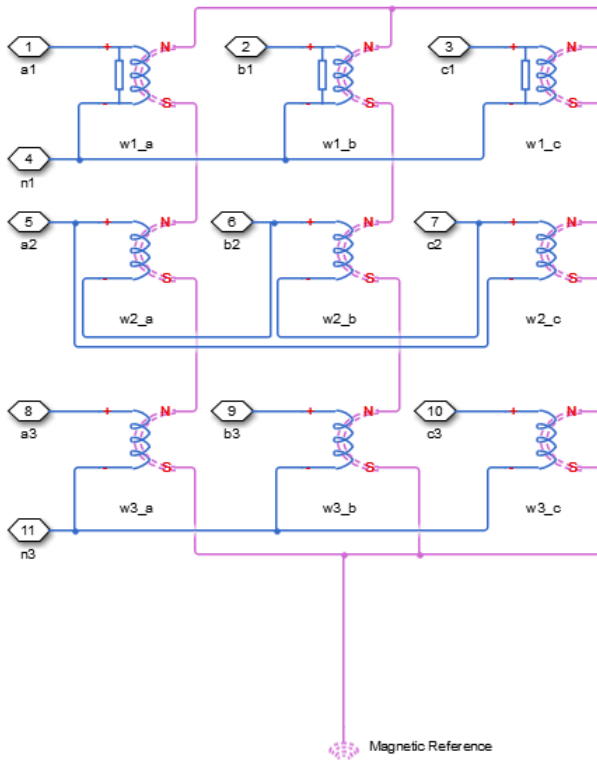 1 + N 2 + N 3 + N
a1 b1 c1
- S - S - S
w1_a w1_b w1_c
4
n1
5 + N 6 + N 7 + N
a2 b2 c2
- S - S - S
w2_a w2_b w2_c
8 + N 9 + N 10 + N
a3 b3 c3
- S - S - S
w3_a w3_b w3_c
11
n3
Magnetic Reference